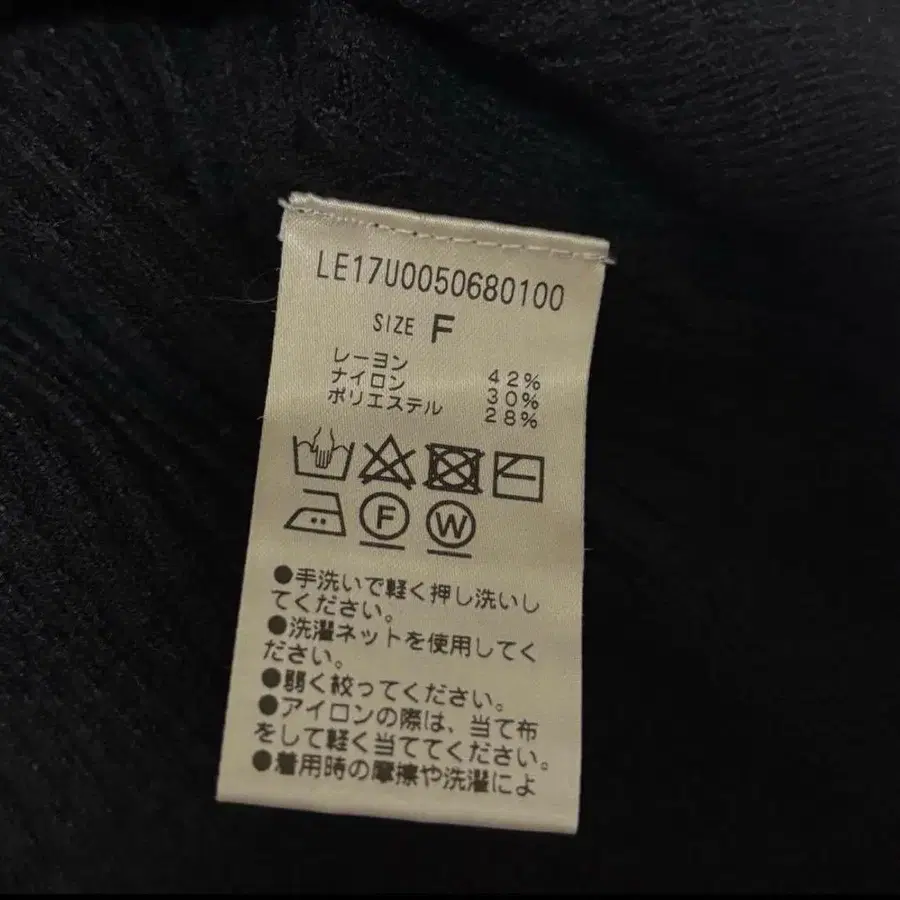 LE17U0050680100
SIZE F
レーヨン 42%
ナイロン 30%
ポリエステル 28%
F W
●手洗いで軽く押し洗いし
てください。
●洗濯ネットを使用してく
ださい。
●弱く絞ってください。
●アイロンの際は、当て布
をして軽く当ててください。
●着用時の摩擦や洗濯によ